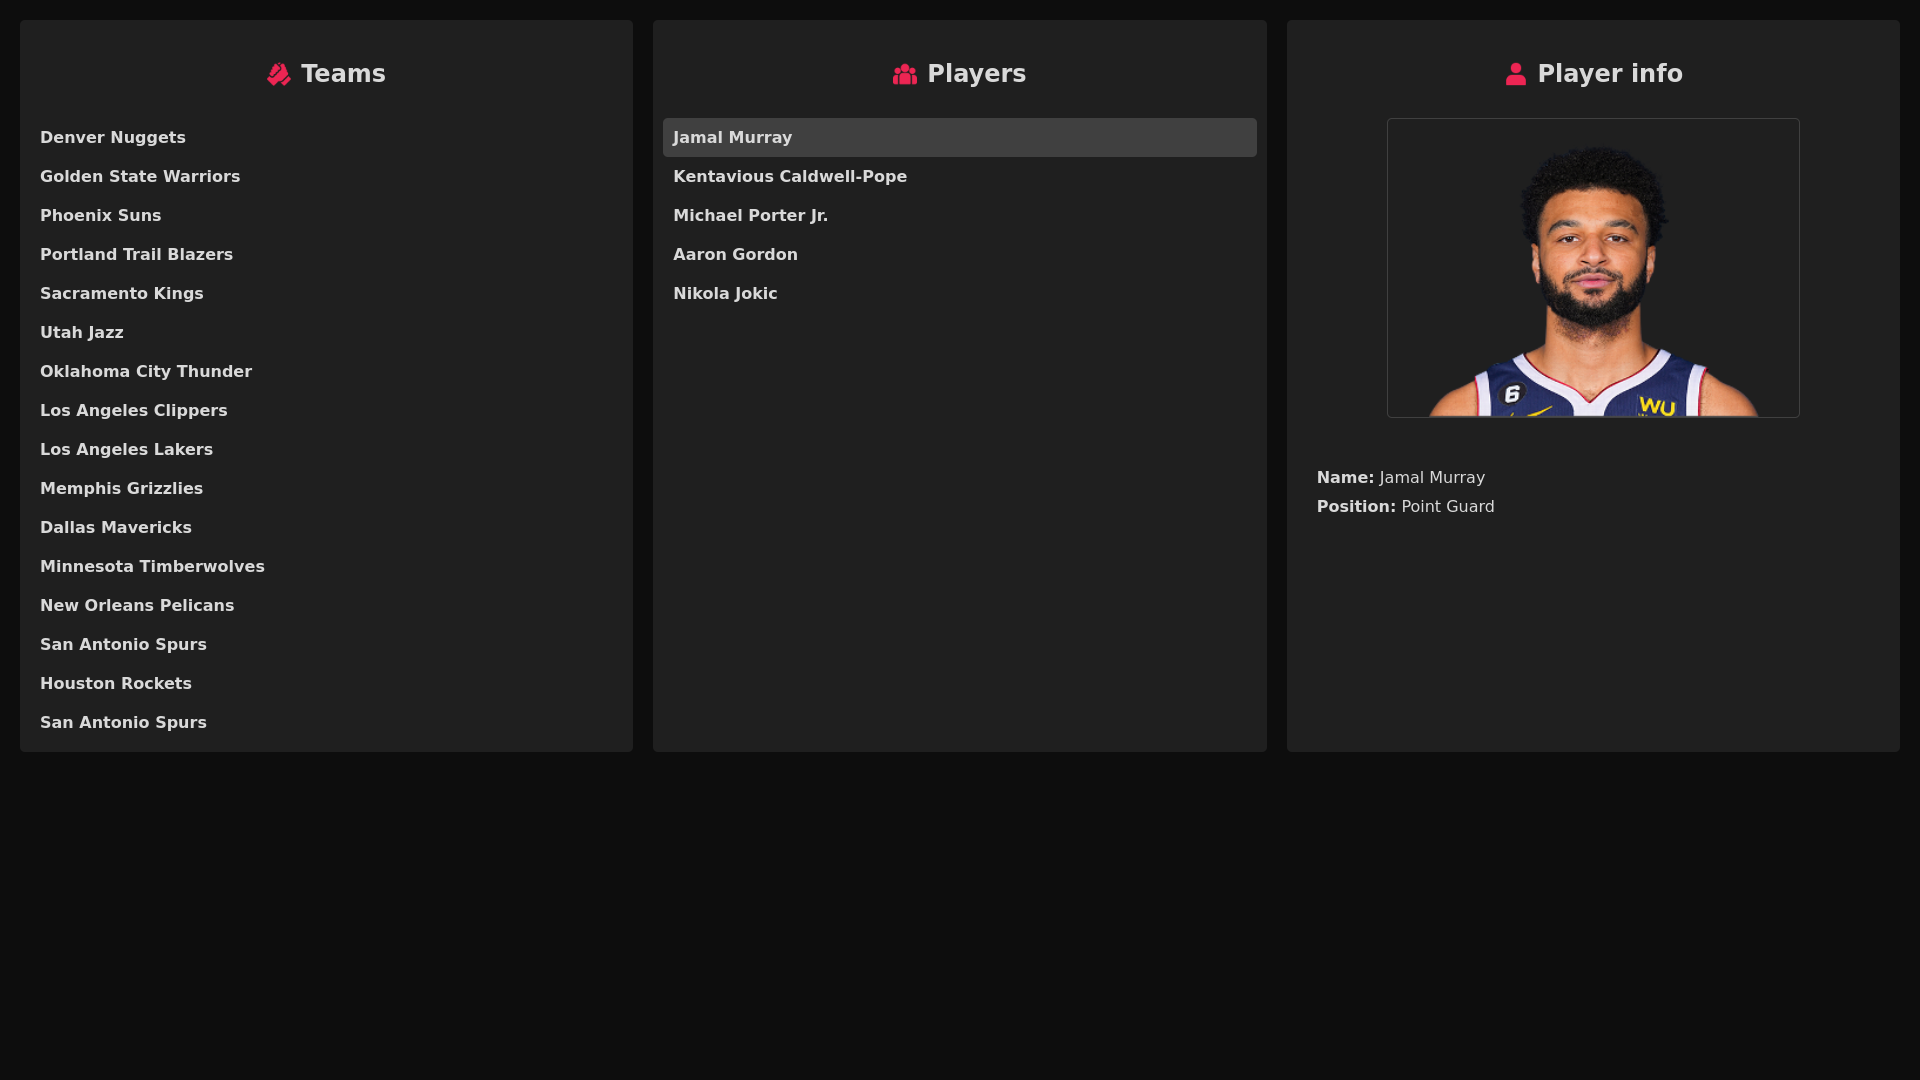 Teams
Denver Nuggets
Golden State Warriors
Phoenix Suns
Portland Trail Blazers
Sacramento Kings
Utah Jazz
Oklahoma City Thunder
Los Angeles Clippers
Los Angeles Lakers
Memphis Grizzlies
Dallas Mavericks
Minnesota Timberwolves
New Orleans Pelicans
San Antonio Spurs
Houston Rockets
San Antonio Spurs
Players
Jamal Murray
Kentavious Caldwell-Pope
Michael Porter Jr.
Aaron Gordon
Nikola Jokic
Player info
6
WU
Name: Jamal Murray
Position: Point Guard